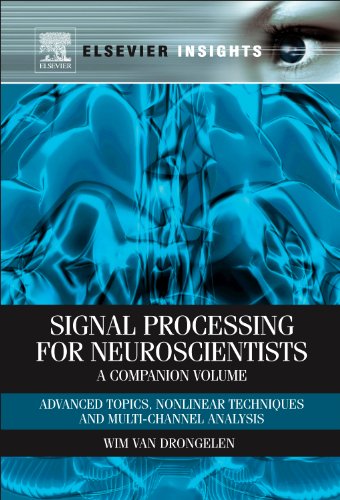 ELSEVIER INSIGHTS
ELSEVIER
SIGNAL PROCESSING
FOR NEUROSCIENTISTS
A COMPANION VOLUME
ADVANCED TOPICS, NONLINEAR TECHNIQUES
AND MULTI-CHANNEL ANALYSIS
WIM VAN DRONGELEN